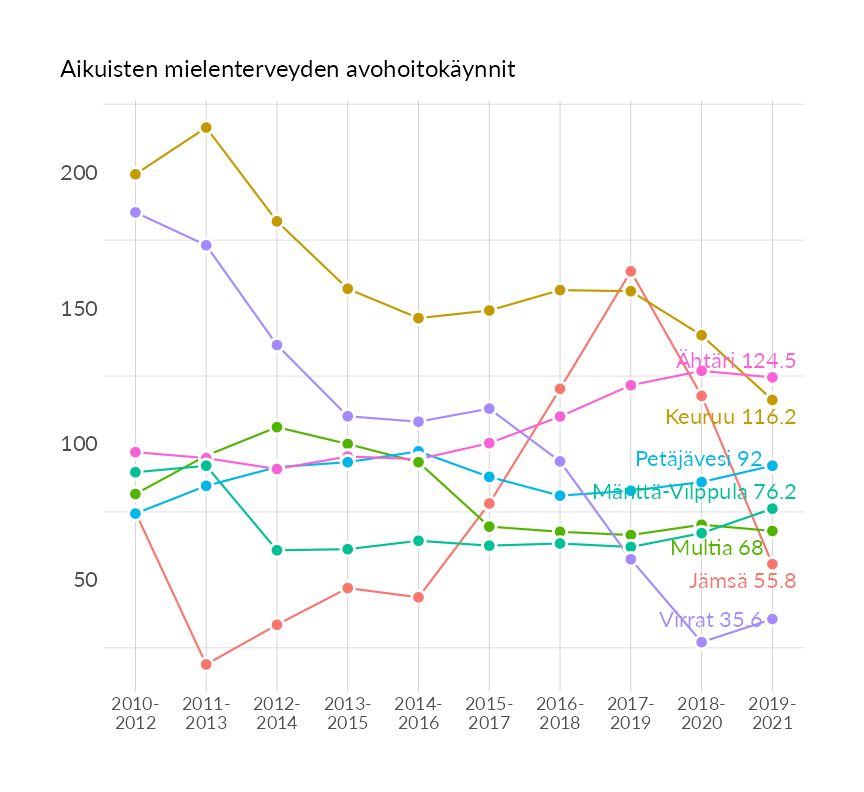 Aikuisten mielenterveyden avohoitokäynnit
200
150
100
50
Ähtäri 124.5
Keuruu 116.2
Petäjävesi 92
Mänttä-Vilppula 76.2
Multia 68
Jämsä 55.8
Virrat 35.6
2010- 2011- 2012- 2013- 2014- 2015- 2016- 2017- 2018- 2019-
2012 2013 2014 2015 2016 2017 2018 2019 2020 2021